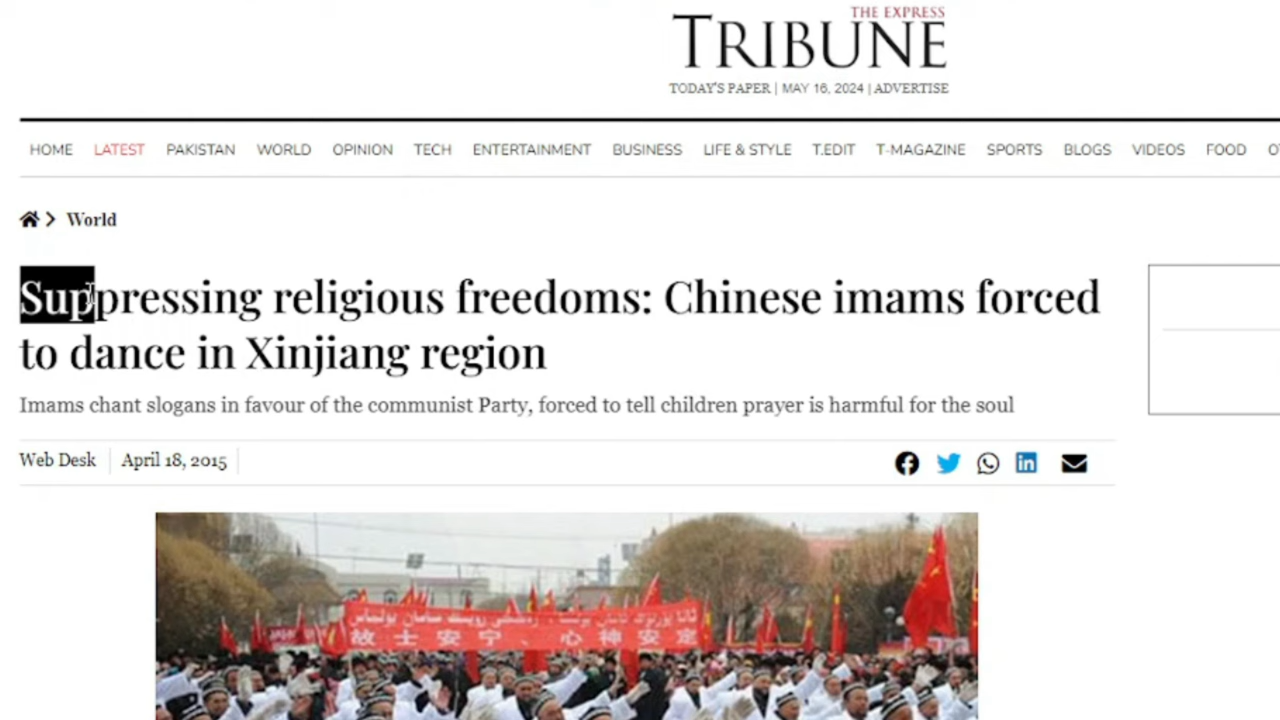 THE EXPRESS
TRIBUNE
TODAY'S PAPER | MAY 16, 2024 | ADVERTISE
HOME LATEST PAKISTAN WORLD OPINION TECH ENTERTAINMENT BUSINESS LIFE & STYLE T.EDIT T-MAGAZINE SPORTS BLOGS VIDEOS FOOD
World
Suppressing religious freedoms: Chinese imams forced
to dance in Xinjiang region
Imams chant slogans in favour of the communist Party, forced to tell children prayer is harmful for the soul
Web Desk April 18, 2015
故土安宁、心神安定